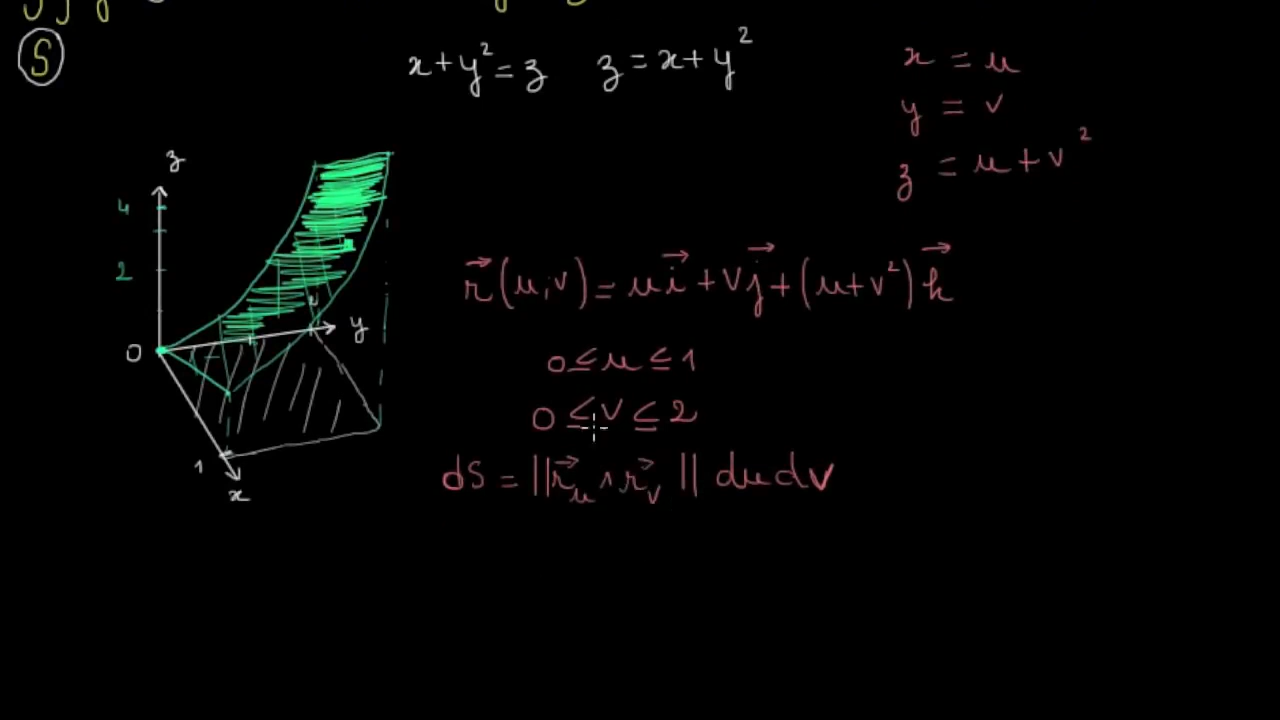 S
x+y²=z z=x+y²
x = u
y = v
z = u+v²
z
4
2
0
y
1
x
r⃗(u,v)=u i⃗+v j⃗+(u+v²)k⃗
0≤u≤1
0≤v≤2
dS = ||r⃗ᵤ∧r⃗ᵥ|| du dv